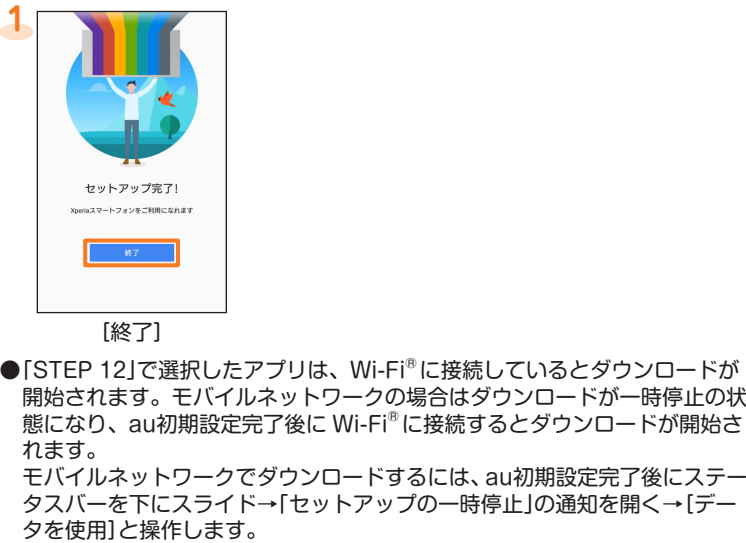 1
セットアップ完了!
Xperiaスマートフォンをご利用になれます
終了
[終了]
●「STEP 12」で選択したアプリは、Wi-Fi®に接続しているとダウンロードが
開始されます。モバイルネットワークの場合はダウンロードが一時停止の状
態になり、au初期設定完了後に Wi-Fi®に接続するとダウンロードが開始さ
れます。
モバイルネットワークでダウンロードするには、au初期設定完了後にステー
タスバーを下にスライド→「セットアップの一時停止」の通知を開く→[デー
タを使用]と操作します。